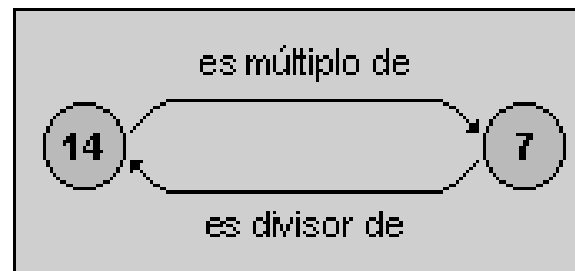 es múltiplo de
14
7
es divisor de